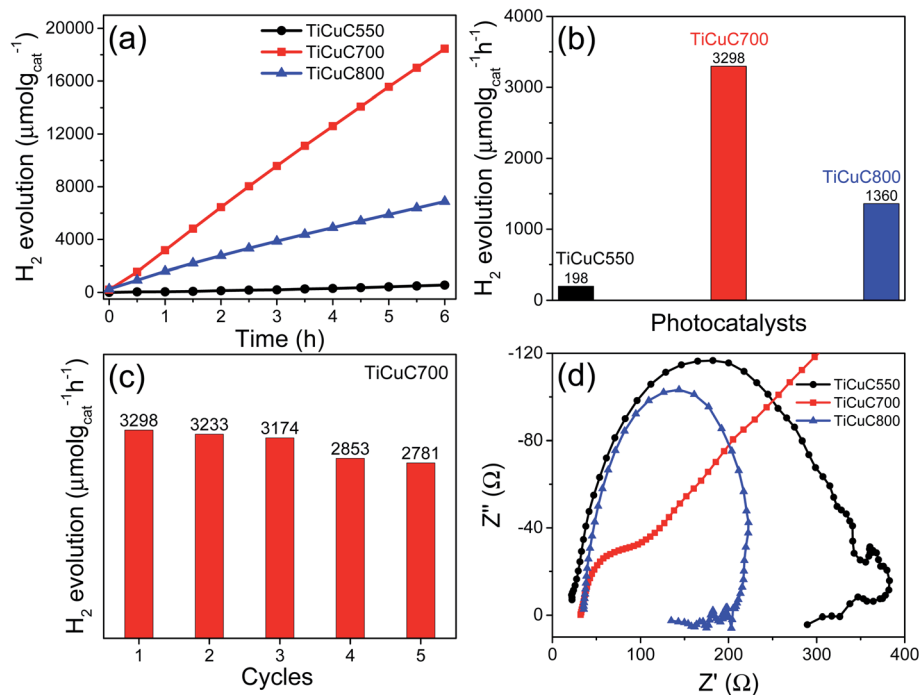 (a)
TiCuC550
TiCuC700
TiCuC800
H₂ evolution (μmolg_cat⁻¹)
20000
16000
12000
8000
4000
0
0 1 2 3 4 5 6
Time (h)
(b)
H₂ evolution (μmolg_cat⁻¹h⁻¹)
4000
3000
2000
1000
0
TiCuC700
3298
TiCuC800
1360
TiCuC550
198
Photocatalysts
(c)
TiCuC700
H₂ evolution (μmolg_cat⁻¹h⁻¹)
3298 3233 3174 2853 2781
1 2 3 4 5
Cycles
(d)
TiCuC550
TiCuC700
TiCuC800
Z'' (Ω)
-120
-80
-40
0
0 100 200 300 400
Z' (Ω)